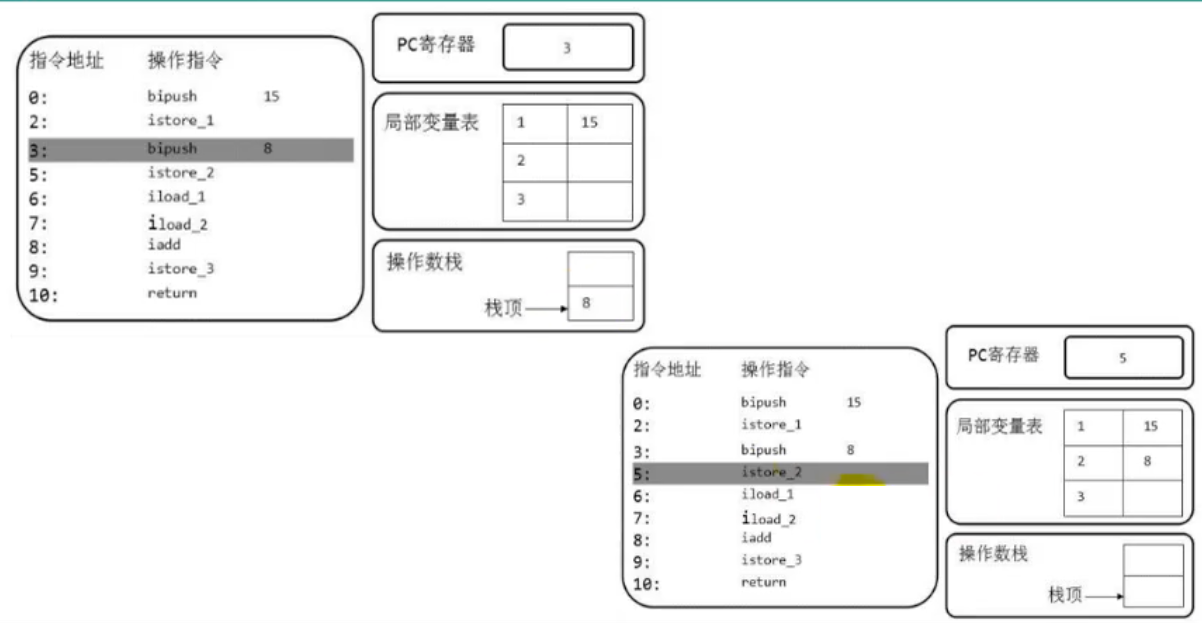 指令地址 操作指令
0: bipush 15
2: istore_1
3: bipush 8
5: istore_2
6: iload_1
7: iload_2
8: iadd
9: istore_3
10: return
PC寄存器 3
局部变量表 1 15
2
3
操作数栈
栈顶 8
指令地址 操作指令
0: bipush 15
2: istore_1
3: bipush 8
5: istore_2
6: iload_1
7: iload_2
8: iadd
9: istore_3
10: return
PC寄存器 5
局部变量表 1 15
2 8
3
操作数栈
栈顶